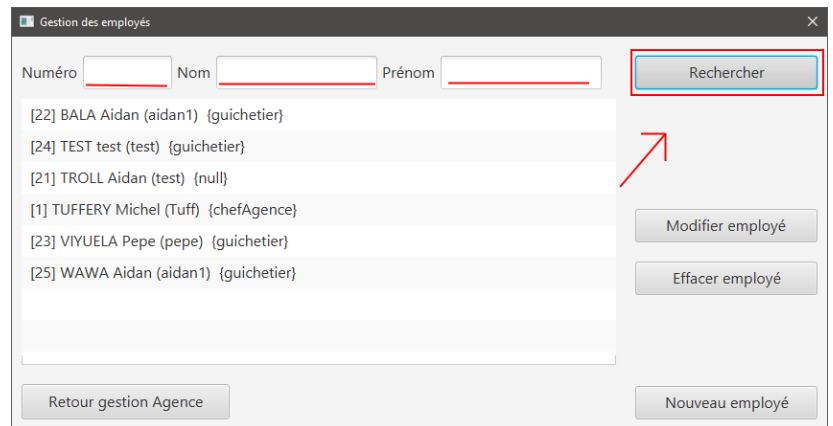 Gestion des employés
Numéro Nom Prénom Rechercher
[22] BALA Aidan (aidan1) {guichetier}
[24] TEST test (test) {guichetier}
[21] TROLL Aidan (test) {null}
[1] TUFFERY Michel (Tuff) {chefAgence}
[23] VIYUELA Pepe (pepe) {guichetier}
[25] WAWA Aidan (aidan1) {guichetier}
Modifier employé
Effacer employé
Retour gestion Agence
Nouveau employé